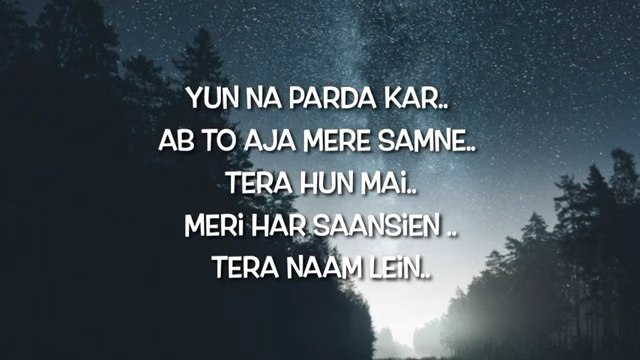 YUN NA PARDA KAR..
AB TO AJA MERE SAMNE..
TERA HUN MAi..
MERi HAR SAANSiEN ..
TERA NAAM LEiN..